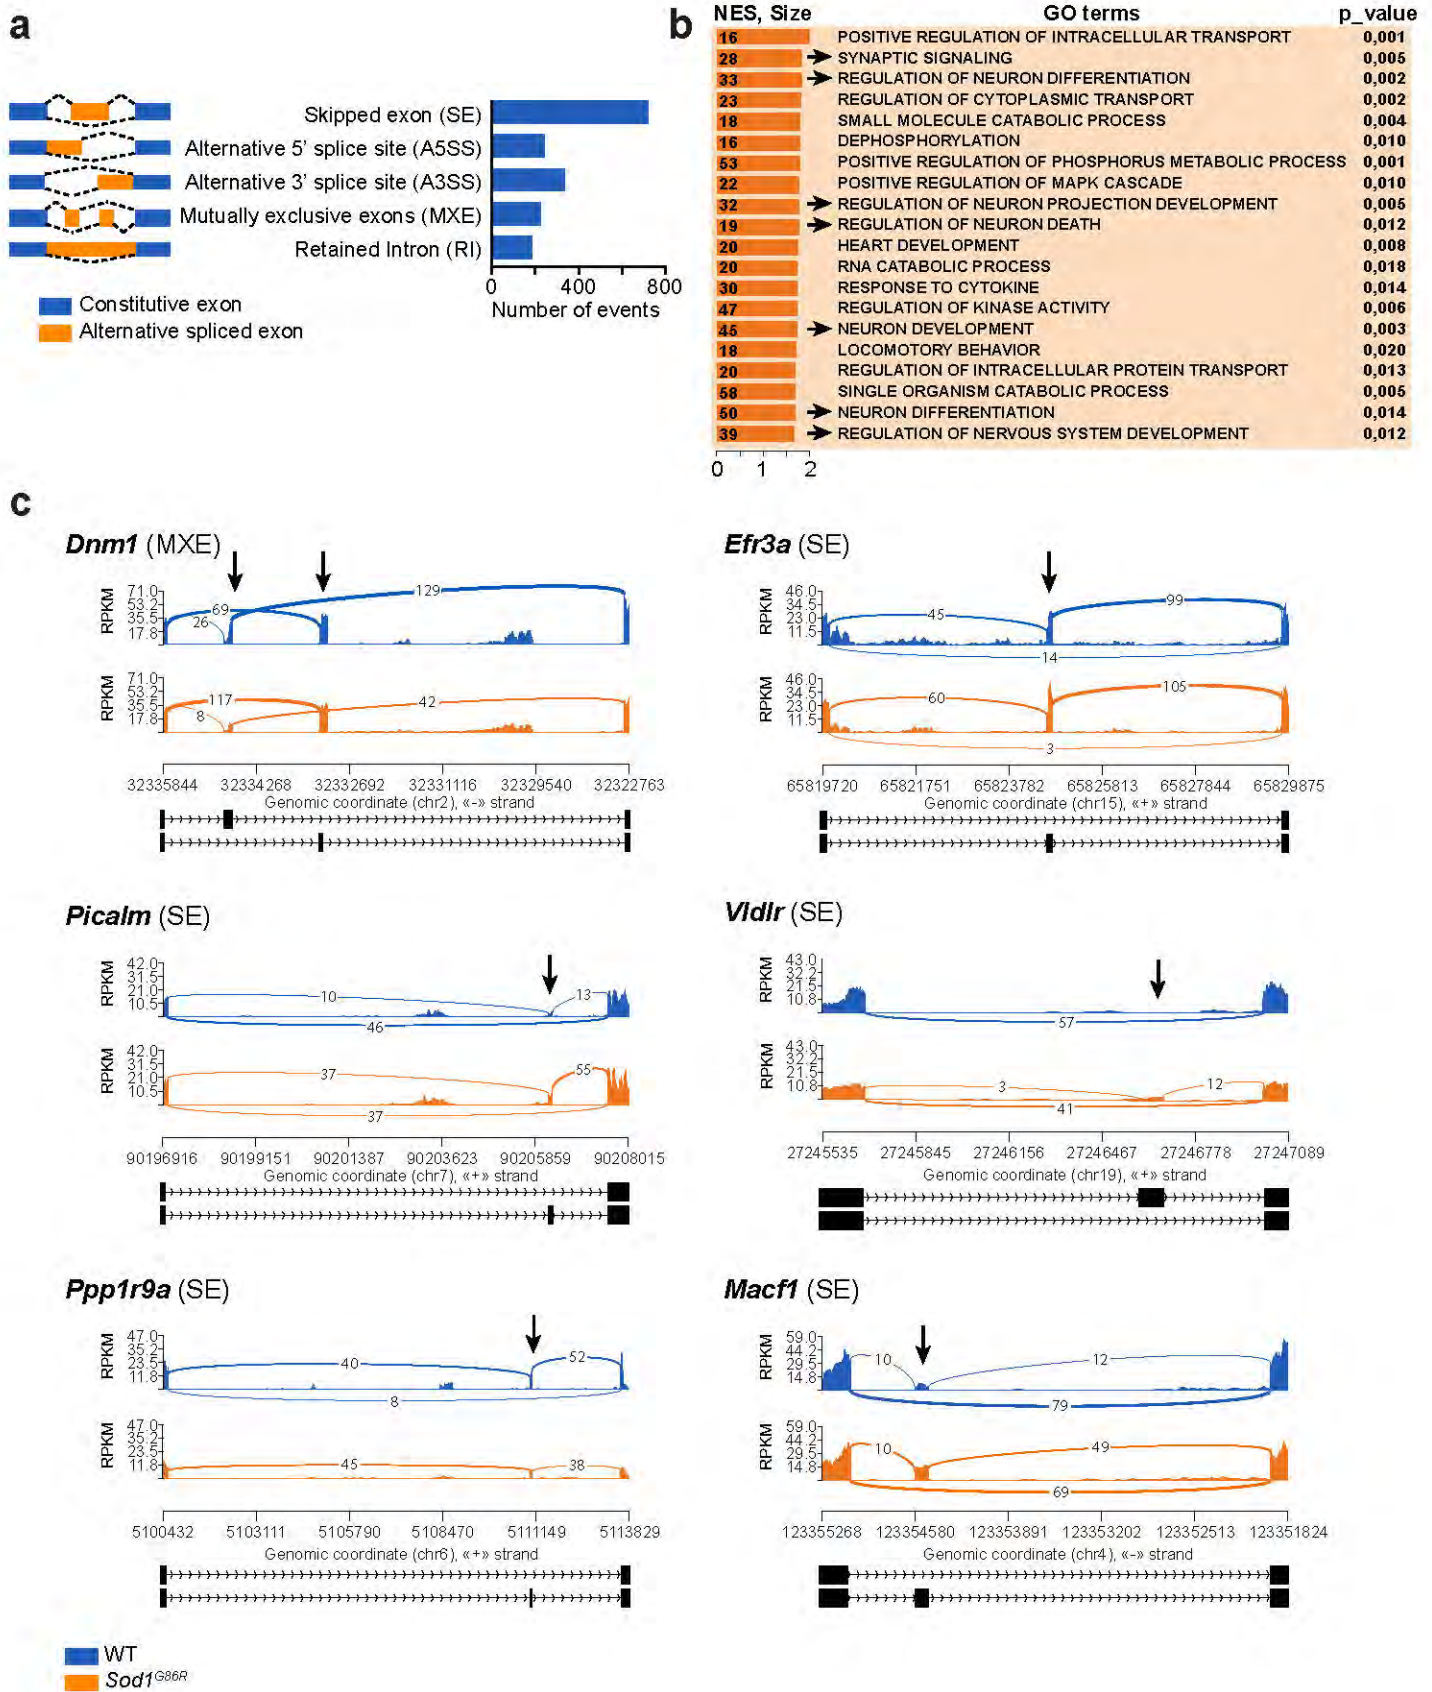 a
Skipped exon (SE)
Alternative 5' splice site (A5SS)
Alternative 3' splice site (A3SS)
Mutually exclusive exons (MXE)
Retained Intron (RI)
0 400 800
Number of events
Constitutive exon
Alternative spliced exon
b
NES, Size GO terms p_value
16 POSITIVE REGULATION OF INTRACELLULAR TRANSPORT 0,001
28 SYNAPTIC SIGNALING 0,005
33 REGULATION OF NEURON DIFFERENTIATION 0,002
23 REGULATION OF CYTOPLASMIC TRANSPORT 0,002
18 SMALL MOLECULE CATABOLIC PROCESS 0,004
16 DEPHOSPHORYLATION 0,010
53 POSITIVE REGULATION OF PHOSPHORUS METABOLIC PROCESS 0,001
22 POSITIVE REGULATION OF MAPK CASCADE 0,010
32 REGULATION OF NEURON PROJECTION DEVELOPMENT 0,005
19 REGULATION OF NEURON DEATH 0,012
20 HEART DEVELOPMENT 0,008
20 RNA CATABOLIC PROCESS 0,018
30 RESPONSE TO CYTOKINE 0,014
47 REGULATION OF KINASE ACTIVITY 0,006
45 NEURON DEVELOPMENT 0,003
18 LOCOMOTORY BEHAVIOR 0,020
20 REGULATION OF INTRACELLULAR PROTEIN TRANSPORT 0,013
58 SINGLE ORGANISM CATABOLIC PROCESS 0,005
50 NEURON DIFFERENTIATION 0,014
39 REGULATION OF NERVOUS SYSTEM DEVELOPMENT 0,012
0 1 2
c
Dnm1 (MXE)
RPKM
71.0
53.2
35.5
17.8
69
26
129
RPKM
71.0
53.2
35.5
17.8
117
8
42
32335844 32334268 32332692 32331116 32329540 32322763
Genomic coordinate (chr2), «-» strand
Efr3a (SE)
RPKM
46.0
34.5
23.0
11.5
45
99
14
RPKM
46.0
34.5
23.0
11.5
60
105
3
65819720 65821751 65823782 65825813 65827844 65829875
Genomic coordinate (chr15), «+» strand
Picalm (SE)
RPKM
42.0
31.5
21.0
10.5
10
13
46
RPKM
42.0
31.5
21.0
10.5
37
55
37
90196916 90199151 90201387 90203623 90205859 90208015
Genomic coordinate (chr7), «+» strand
Vldlr (SE)
RPKM
43.0
32.2
21.5
10.8
57
RPKM
43.0
32.2
21.5
10.8
3
12
41
27245535 27245845 27246156 27246467 27246778 27247089
Genomic coordinate (chr19), «+» strand
Ppp1r9a (SE)
RPKM
47.0
35.2
23.5
11.8
40
52
8
RPKM
47.0
35.2
23.5
11.8
45
38
5100432 5103111 5105790 5108470 5111149 5113829
Genomic coordinate (chr6), «+» strand
Macf1 (SE)
RPKM
59.0
44.2
29.5
14.8
10
12
79
RPKM
59.0
44.2
29.5
14.8
10
49
69
123355268 123354580 123353891 123353202 123352513 123351824
Genomic coordinate (chr4), «-» strand
WT
Sod1G86R